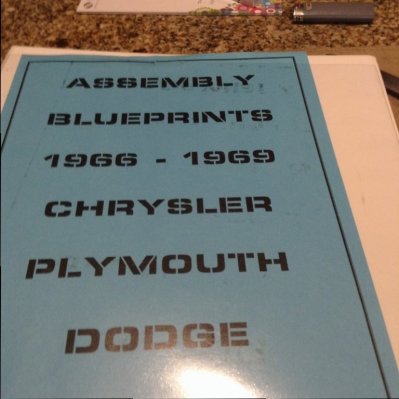 ASSEMBLY
BLUEPRINTS
1966 - 1969
CHRYSLER
PLYMOUTH
DODGE